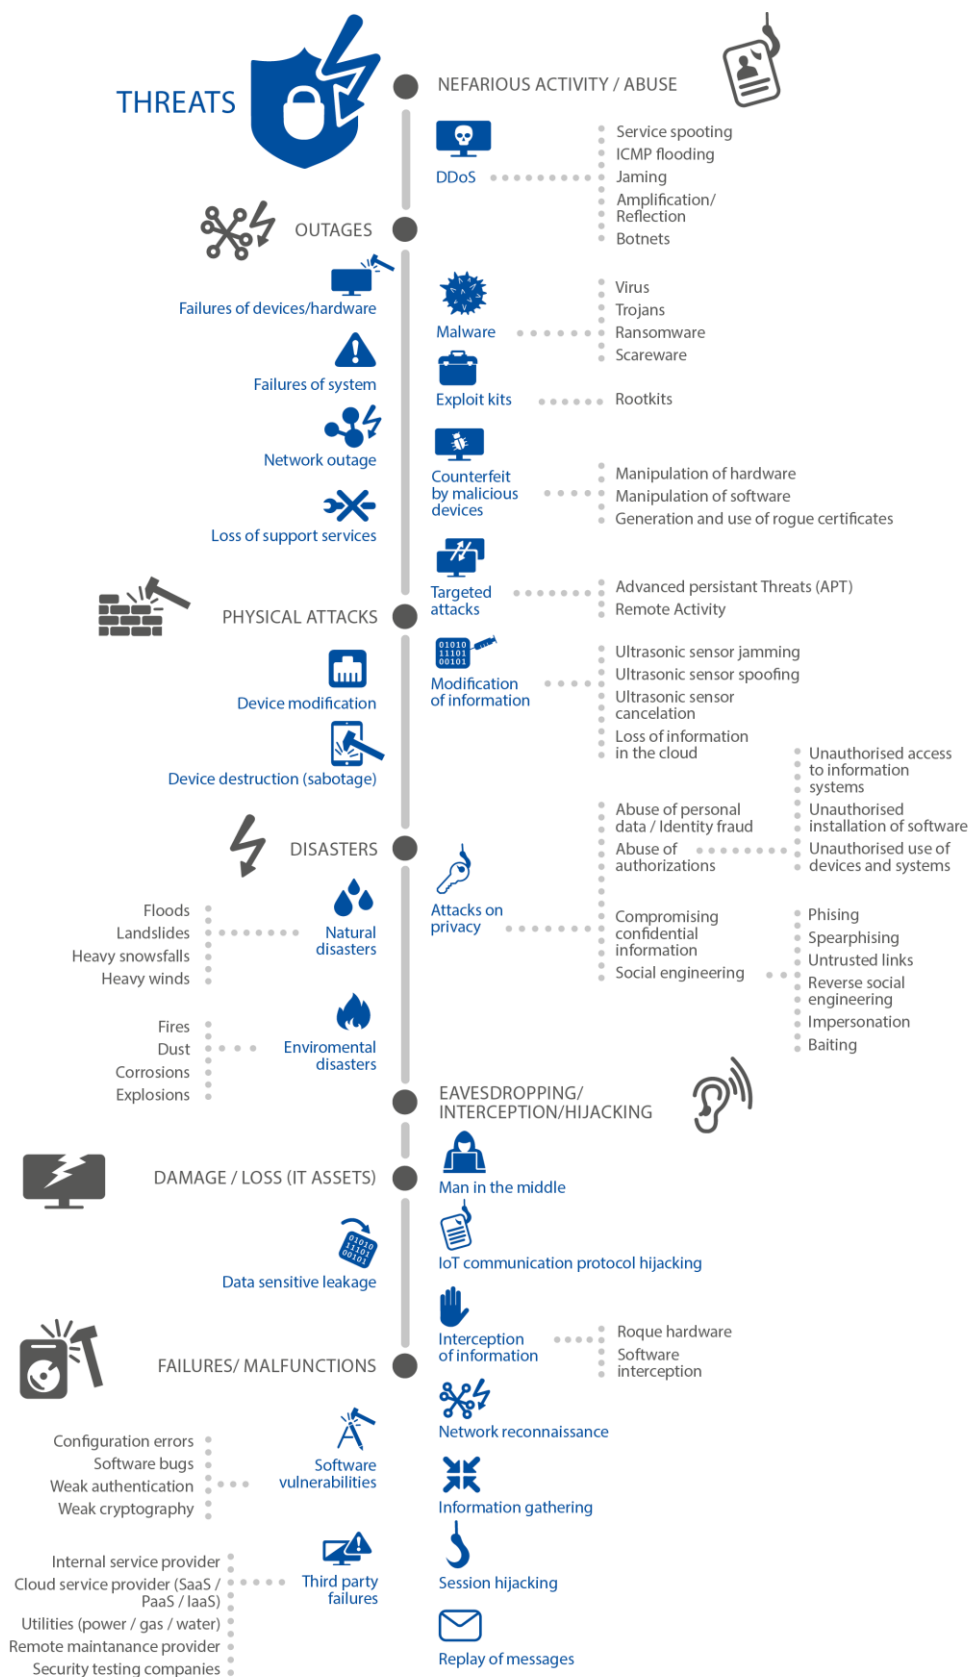 THREATS
NEFARIOUS ACTIVITY / ABUSE
DDoS
Service spooting
ICMP flooding
Jaming
Amplification/
Reflection
Botnets
Malware
Virus
Trojans
Ransomware
Scareware
Exploit kits
Rootkits
Counterfeit
by malicious
devices
Manipulation of hardware
Manipulation of software
Generation and use of rogue certificates
Targeted
attacks
Advanced persistant Threats (APT)
Remote Activity
01010
11101
00101
Modification
of information
Ultrasonic sensor jamming
Ultrasonic sensor spoofing
Ultrasonic sensor
cancelation
Loss of information
in the cloud
Attacks on
privacy
Abuse of personal
data / Identity fraud
Abuse of
authorizations
Unauthorised access
to information
systems
Unauthorised
installation of software
Unauthorised use of
devices and systems
Compromising
confidential
information
Social engineering
Phising
Spearphising
Untrusted links
Reverse social
engineering
Impersonation
Baiting
OUTAGES
Failures of devices/hardware
Failures of system
Network outage
Loss of support services
PHYSICAL ATTACKS
Device modification
Device destruction (sabotage)
DISASTERS
Natural
disasters
Floods
Landslides
Heavy snowsfalls
Heavy winds
Enviromental
disasters
Fires
Dust
Corrosions
Explosions
EAVESDROPPING/
INTERCEPTION/HIJACKING
Man in the middle
IoT communication protocol hijacking
Interception
of information
Roque hardware
Software
interception
Network reconnaissance
Information gathering
Session hijacking
Replay of messages
DAMAGE / LOSS (IT ASSETS)
01010
11101
00101
Data sensitive leakage
FAILURES/ MALFUNCTIONS
Software
vulnerabilities
Configuration errors
Software bugs
Weak authentication
Weak cryptography
Third party
failures
Internal service provider
Cloud service provider (SaaS /
PaaS / IaaS)
Utilities (power / gas / water)
Remote maintanance provider
Security testing companies